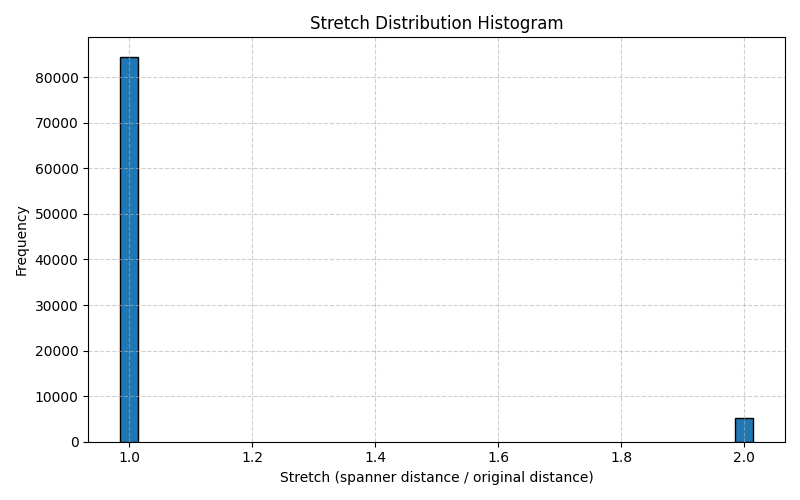 Stretch Distribution Histogram
Frequency
80000
70000
60000
50000
40000
30000
20000
10000
0
1.0 1.2 1.4 1.6 1.8 2.0
Stretch (spanner distance / original distance)